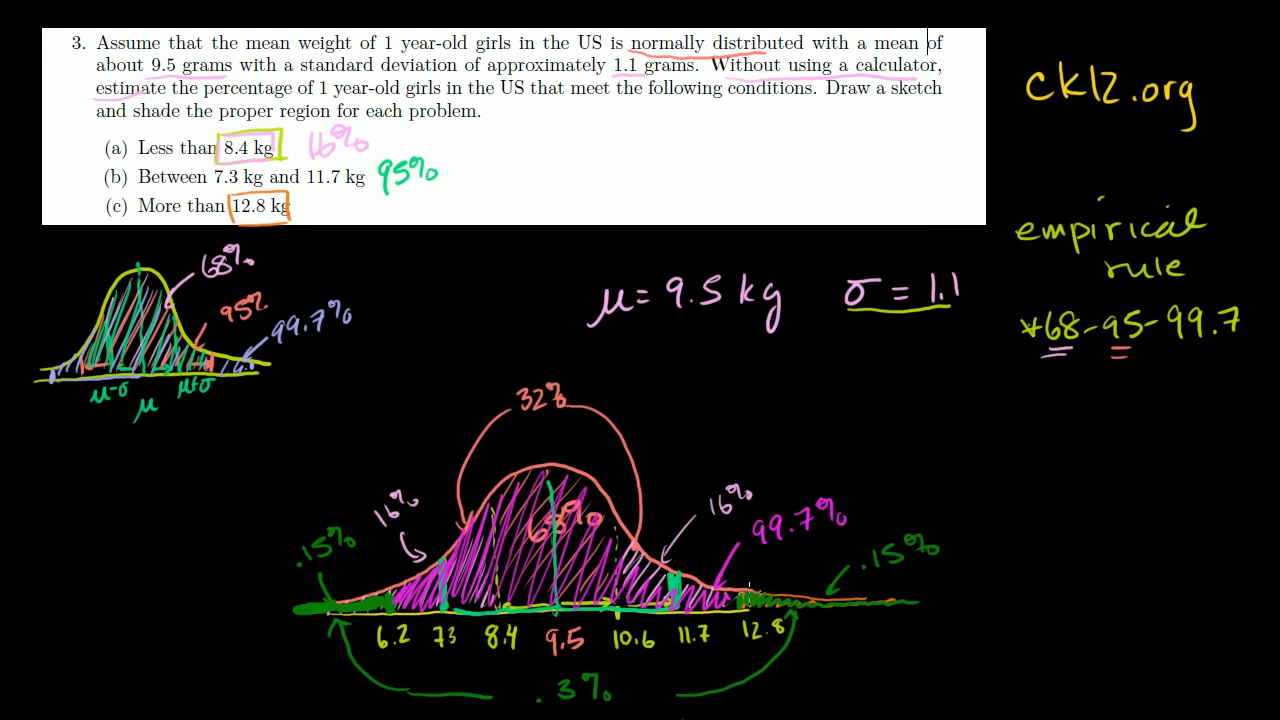 3. Assume that the mean weight of 1 year-old girls in the US is normally distributed with a mean of
about 9.5 grams with a standard deviation of approximately 1.1 grams. Without using a calculator,
estimate the percentage of 1 year-old girls in the US that meet the following conditions. Draw a sketch
and shade the proper region for each problem.
(a) Less than 8.4 kg 16%
(b) Between 7.3 kg and 11.7 kg 95%
(c) More than 12.8 kg
ck12.org
empirical
rule
*68-95-99.7
μ = 9.5 kg σ = 1.1
68%
95%
99.7%
μ-σ μ μ+σ
32%
16% 68% 16% 99.7%
.15% .15%
6.2 73 8.4 9.5 10.6 11.7 12.8
.3%